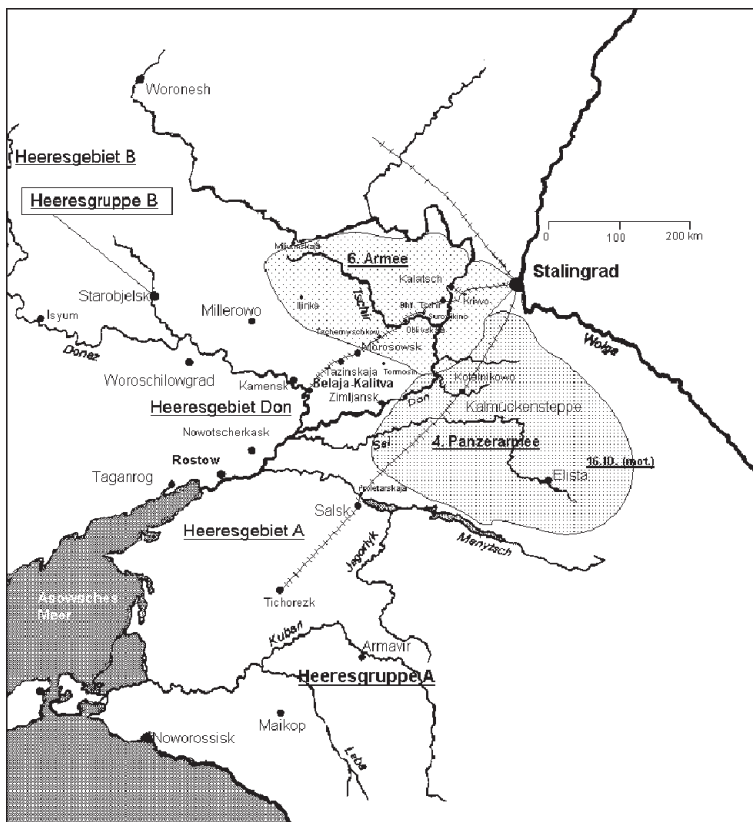 Woronesh
Heeresgebiet B
Heeresgruppe B
6. Armee
0 100 200 km
Stalingrad
Kalatsch
Starobjelsk
Isyum
Millerowo
Ilinka
Tschir
Wolga
Donez
Morosowsk
Woroschilowgrad
Tazinskaja
Kamensk
Belaja-Kalitva
Zimljansk
Don
Heeresgebiet Don
Kalmückensteppe
Nowotscherkask
Sal
4. Panzerarmee
16.ID. (mot.)
Rostow
Taganrog
Elista
Salsk
Heeresgebiet A
Manytsch
Jegorlyk
Asowsches
Meer
Tichorezk
Kuban
Armavir
Heeresgruppe A
Maikop
Noworossisk
Laba